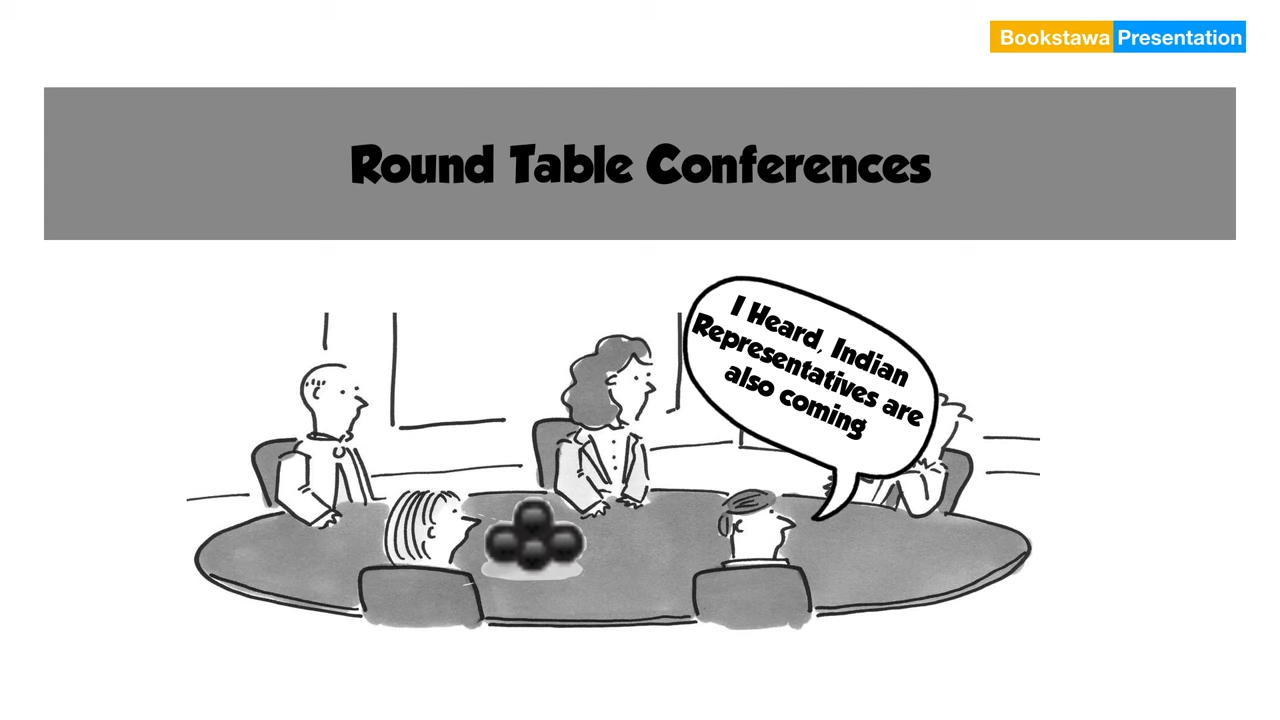 Bookstawa Presentation
Round Table Conferences
I Heard, Indian
Representatives are
also coming